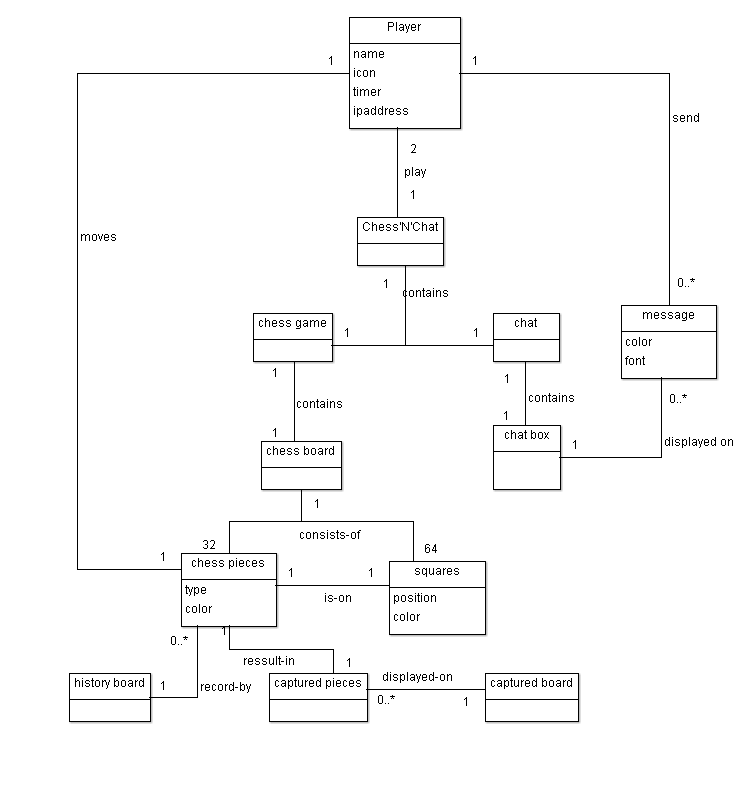 Player
name
icon
timer
ipaddress
1
1
send
2
play
1
moves
Chess'N'Chat
1
contains
0..*
message
color
font
chess game
1
1
chat
1
contains
1
1
contains
1
0..*
displayed on
chess board
chat box
1
1
consists-of
32
64
1
chess pieces
type
color
1
1
is-on
squares
position
color
0..*
1
ressult-in
1
history board
1
record-by
captured pieces
displayed-on
0..*
1
captured board